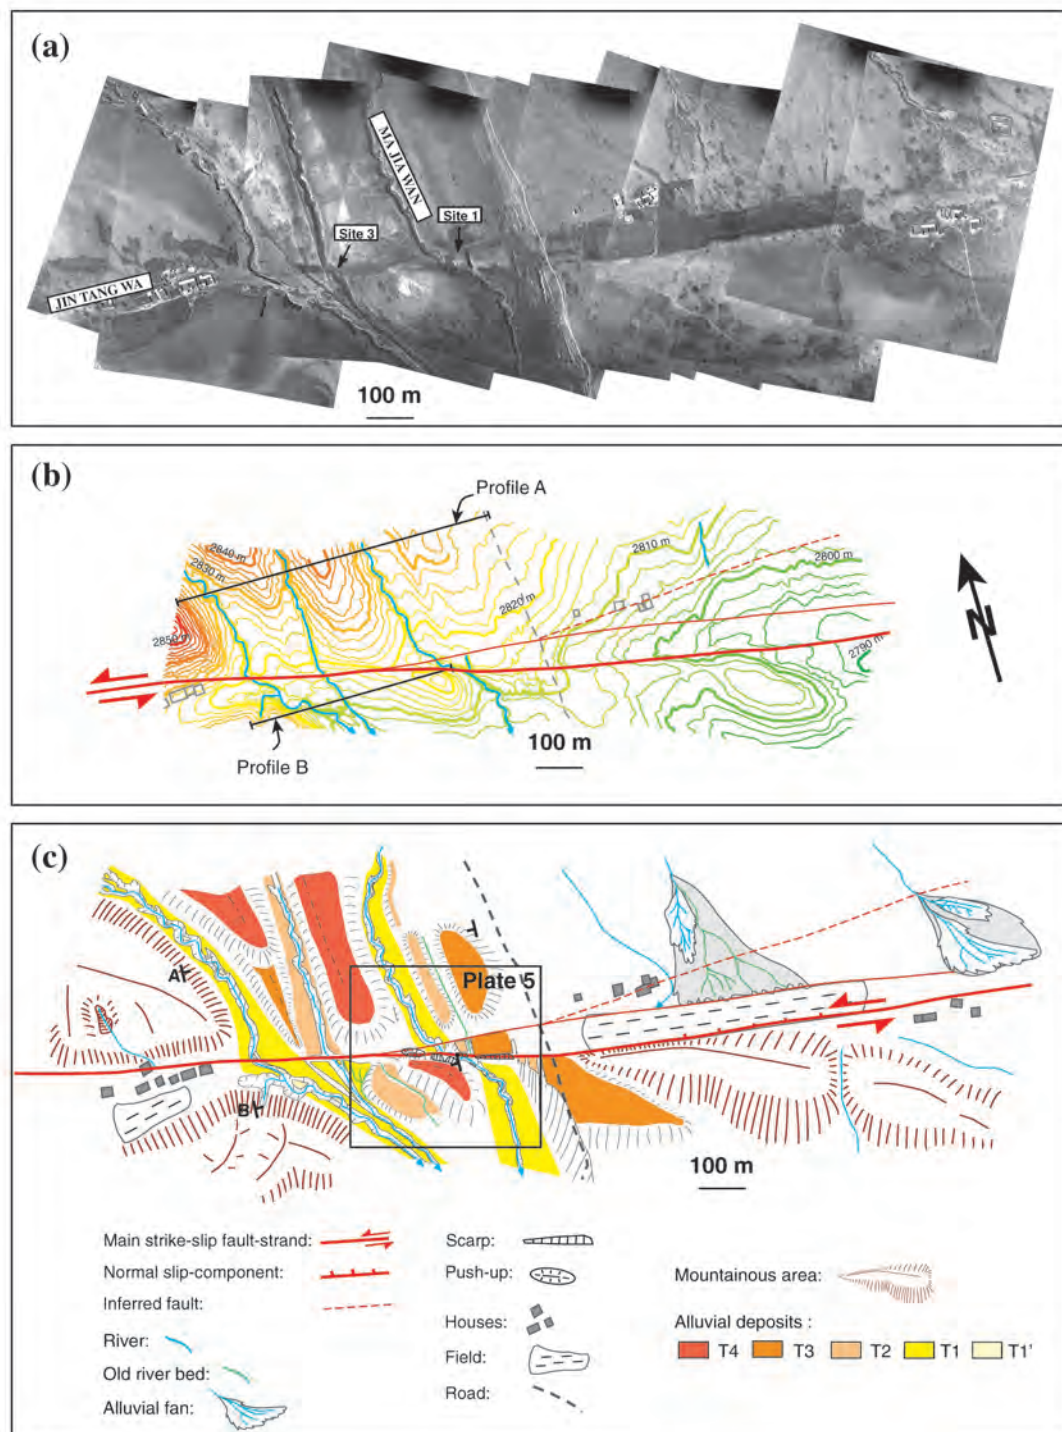 (a)
MA JIA WAN
Site 1
Site 3
JIN TANG WA
100 m
(b)
Profile A
2840 m
2830 m
2850 m
2820 m
2810 m
2800 m
2790 m
N
Profile B
100 m
(c)
Plate 5
A
B
100 m
Main strike-slip fault-strand:
Normal slip-component:
Inferred fault:
River:
Old river bed:
Alluvial fan:
Scarp:
Push-up:
Houses:
Field:
Road:
Mountainous area:
Alluvial deposits :
T4 T3 T2 T1 T1'